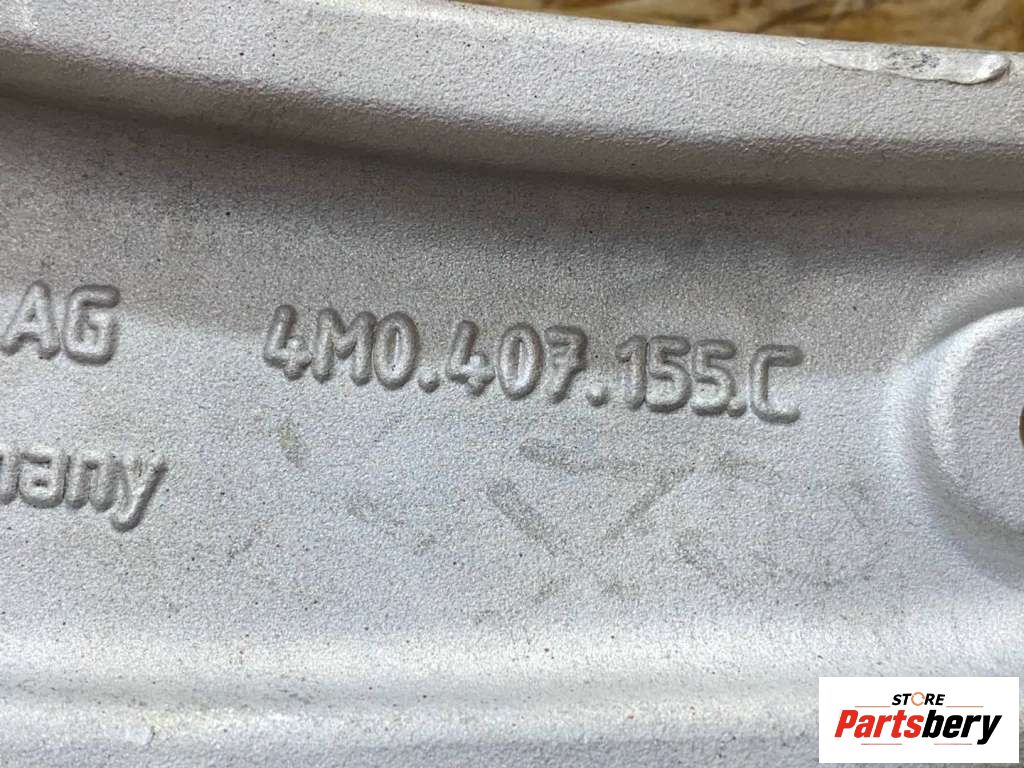 AG 4M0.407.155.C
many
STORE
Partsbery